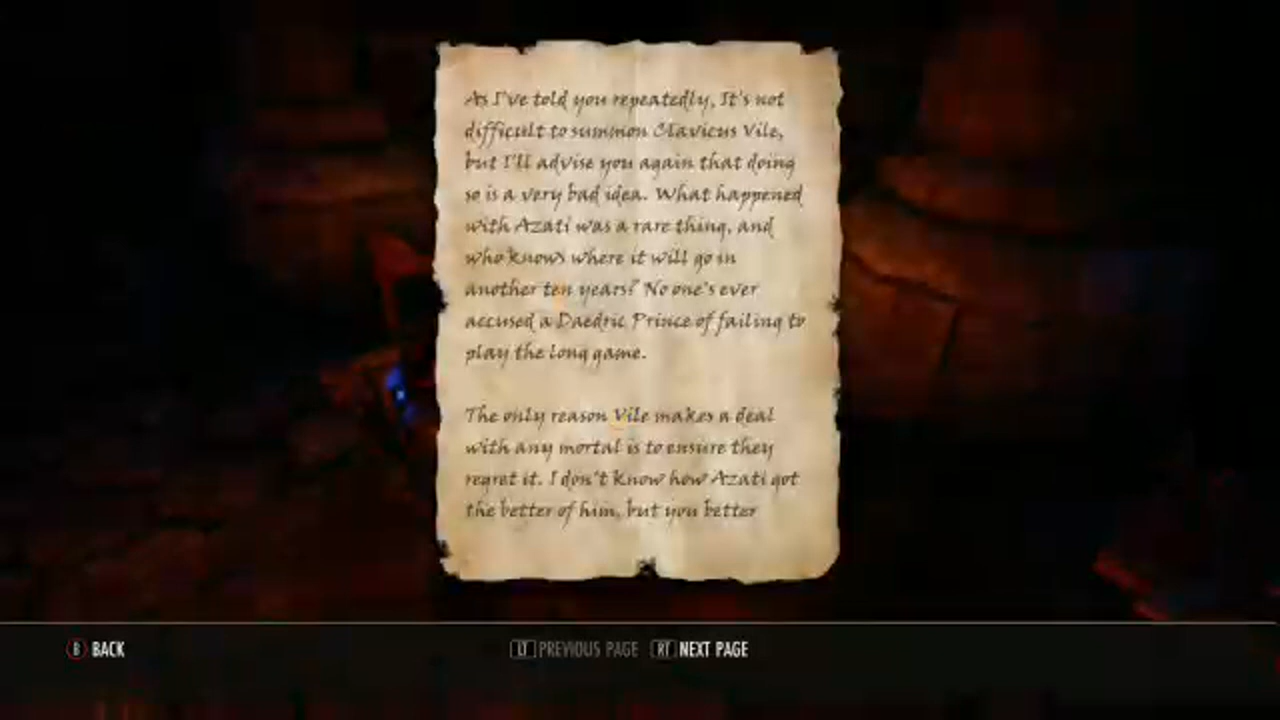 As I've told you repeatedly, It's not
difficult to summon Clavicus Vile,
but I'll advise you again that doing
so is a very bad idea. What happened
with Azati was a rare thing, and
who knows where it will go in
another ten years? No one's ever
accused a Daedric Prince of failing to
play the long game.
The only reason Vile makes a deal
with any mortal is to ensure they
regret it. I don't know how Azati got
the better of him, but you better
B BACK
LT PREVIOUS PAGE RT NEXT PAGE